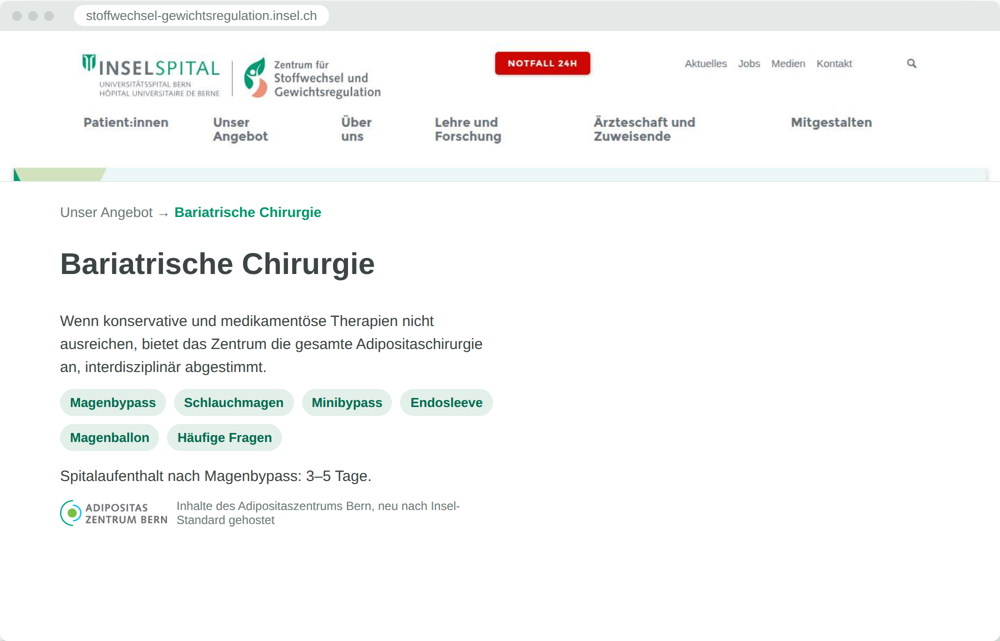 stoffwechsel-gewichtsregulation.insel.ch
INSELSPITAL
UNIVERSITÄTSSPITAL BERN
HÔPITAL UNIVERSITAIRE DE BERNE
Zentrum für
Stoffwechsel und
Gewichtsregulation
NOTFALL 24H
Aktuelles Jobs Medien Kontakt
Patient:innen
Unser
Angebot
Über
uns
Lehre und
Forschung
Ärzteschaft und
Zuweisende
Mitgestalten
Unser Angebot → Bariatrische Chirurgie
Bariatrische Chirurgie
Wenn konservative und medikamentöse Therapien nicht
ausreichen, bietet das Zentrum die gesamte Adipositaschirurgie
an, interdisziplinär abgestimmt.
Magenbypass Schlauchmagen Minibypass Endosleeve
Magenballon Häufige Fragen
Spitalaufenthalt nach Magenbypass: 3–5 Tage.
ADIPOSITAS
ZENTRUM BERN
Inhalte des Adipositaszentrums Bern, neu nach Insel-
Standard gehostet